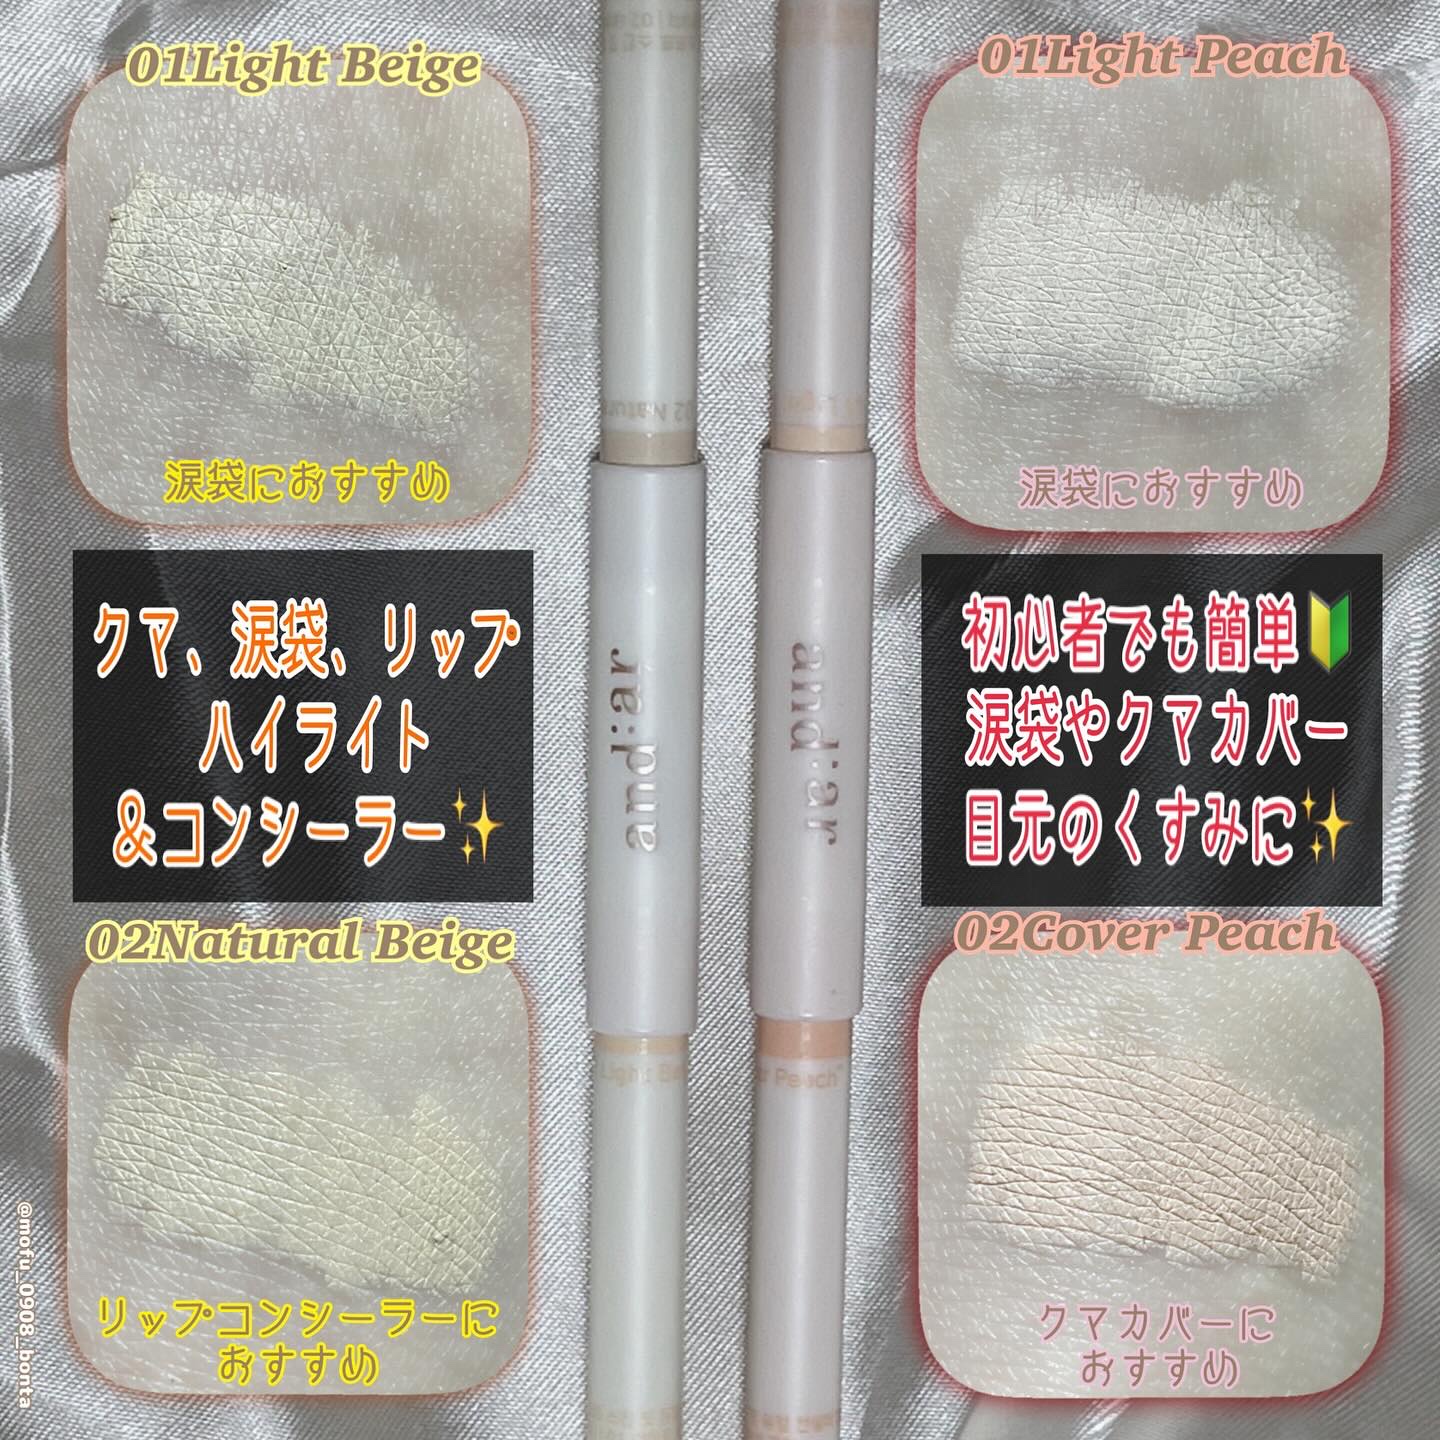 01Light Beige
涙袋におすすめ
クマ、涙袋、リップ
ハイライト
&コンシーラー✨
02Natural Beige
リップコンシーラーに
おすすめ
and:ar
and:ar
Light Be
Peach
01Light Peach
涙袋におすすめ
初心者でも簡単🔰
涙袋やクマカバー
目元のくすみに✨
02Cover Peach
クマカバーに
おすすめ
@mofu_0908_bonta